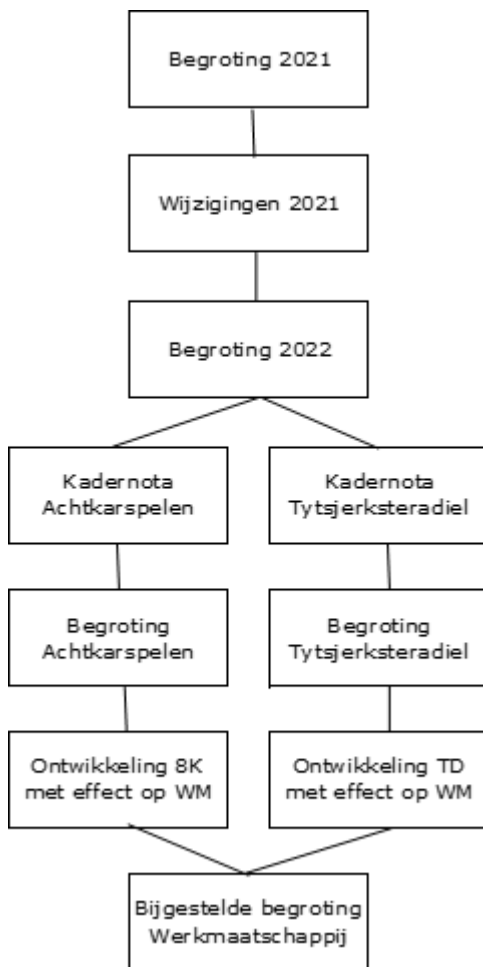 Begroting 2021
Wijzigingen 2021
Begroting 2022
Kadernota
Achtkarspelen
Kadernota
Tytsjerksteradiel
Begroting
Achtkarspelen
Begroting
Tytsjerksteradiel
Ontwikkeling 8K
met effect op WM
Ontwikkeling TD
met effect op WM
Bijgestelde begroting
Werkmaatschappij